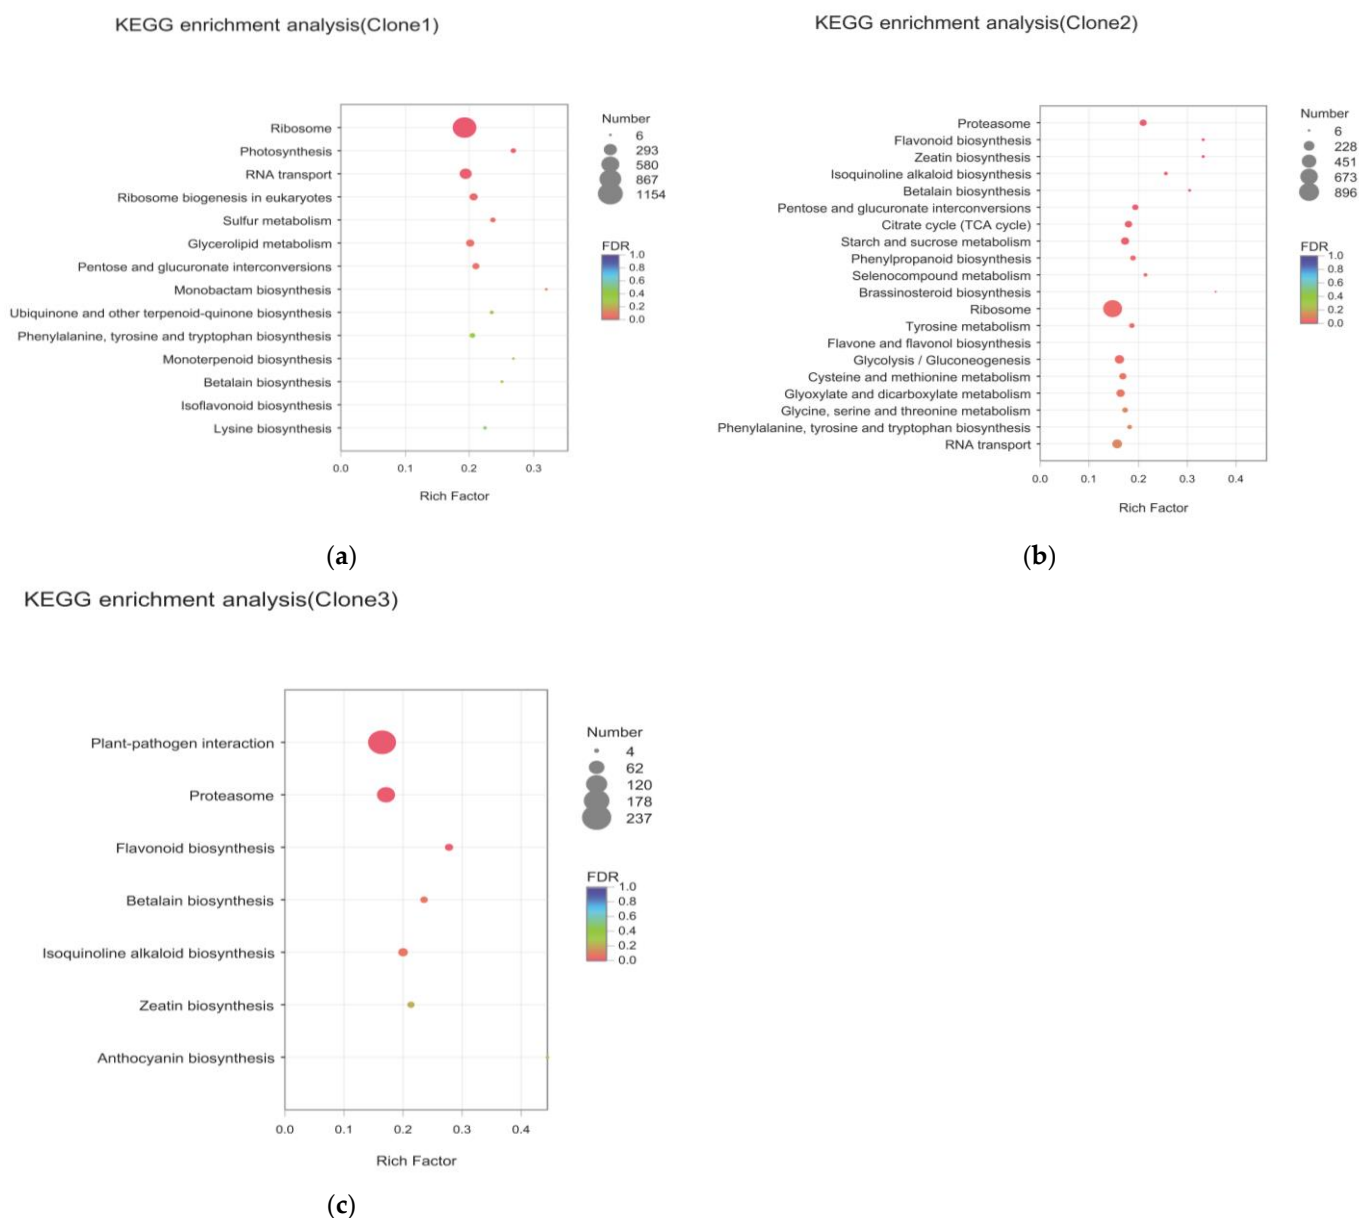 KEGG enrichment analysis(Clone1)
Ribosome
Photosynthesis
RNA transport
Ribosome biogenesis in eukaryotes
Sulfur metabolism
Glycerolipid metabolism
Pentose and glucuronate interconversions
Monobactam biosynthesis
Ubiquinone and other terpenoid-quinone biosynthesis
Phenylalanine, tyrosine and tryptophan biosynthesis
Monoterpenoid biosynthesis
Betalain biosynthesis
Isoflavonoid biosynthesis
Lysine biosynthesis
0.0 0.1 0.2 0.3
Rich Factor
Number
6
293
580
867
1154
FDR
1.0
0.8
0.6
0.4
0.2
0.0
(a)
KEGG enrichment analysis(Clone2)
Proteasome
Flavonoid biosynthesis
Zeatin biosynthesis
Isoquinoline alkaloid biosynthesis
Betalain biosynthesis
Pentose and glucuronate interconversions
Citrate cycle (TCA cycle)
Starch and sucrose metabolism
Phenylpropanoid biosynthesis
Selenocompound metabolism
Brassinosteroid biosynthesis
Ribosome
Tyrosine metabolism
Flavone and flavonol biosynthesis
Glycolysis / Gluconeogenesis
Cysteine and methionine metabolism
Glyoxylate and dicarboxylate metabolism
Glycine, serine and threonine metabolism
Phenylalanine, tyrosine and tryptophan biosynthesis
RNA transport
0.0 0.1 0.2 0.3 0.4
Rich Factor
Number
6
228
451
673
896
FDR
1.0
0.8
0.6
0.4
0.2
0.0
(b)
KEGG enrichment analysis(Clone3)
Plant-pathogen interaction
Proteasome
Flavonoid biosynthesis
Betalain biosynthesis
Isoquinoline alkaloid biosynthesis
Zeatin biosynthesis
Anthocyanin biosynthesis
0.0 0.1 0.2 0.3 0.4
Rich Factor
Number
4
62
120
178
237
FDR
1.0
0.8
0.6
0.4
0.2
0.0
(c)